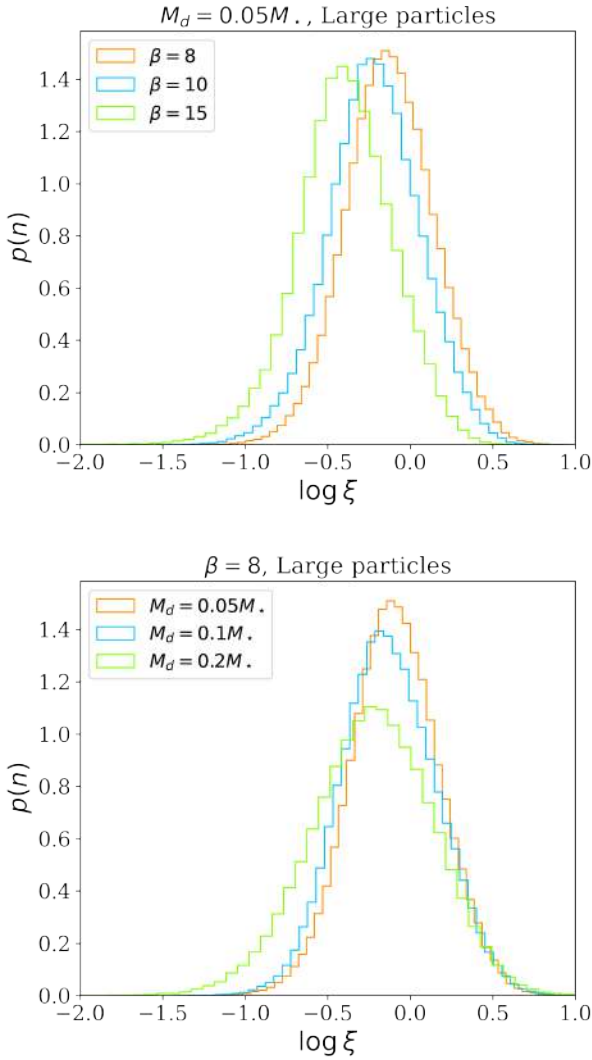 M_d = 0.05M⋆, Large particles
β = 8
β = 10
β = 15
p(n)
1.4
1.2
1.0
0.8
0.6
0.4
0.2
0.0
−2.0 −1.5 −1.0 −0.5 0.0 0.5 1.0
log ξ
β = 8, Large particles
M_d = 0.05M⋆
M_d = 0.1M⋆
M_d = 0.2M⋆
p(n)
1.4
1.2
1.0
0.8
0.6
0.4
0.2
0.0
−2.0 −1.5 −1.0 −0.5 0.0 0.5 1.0
log ξ